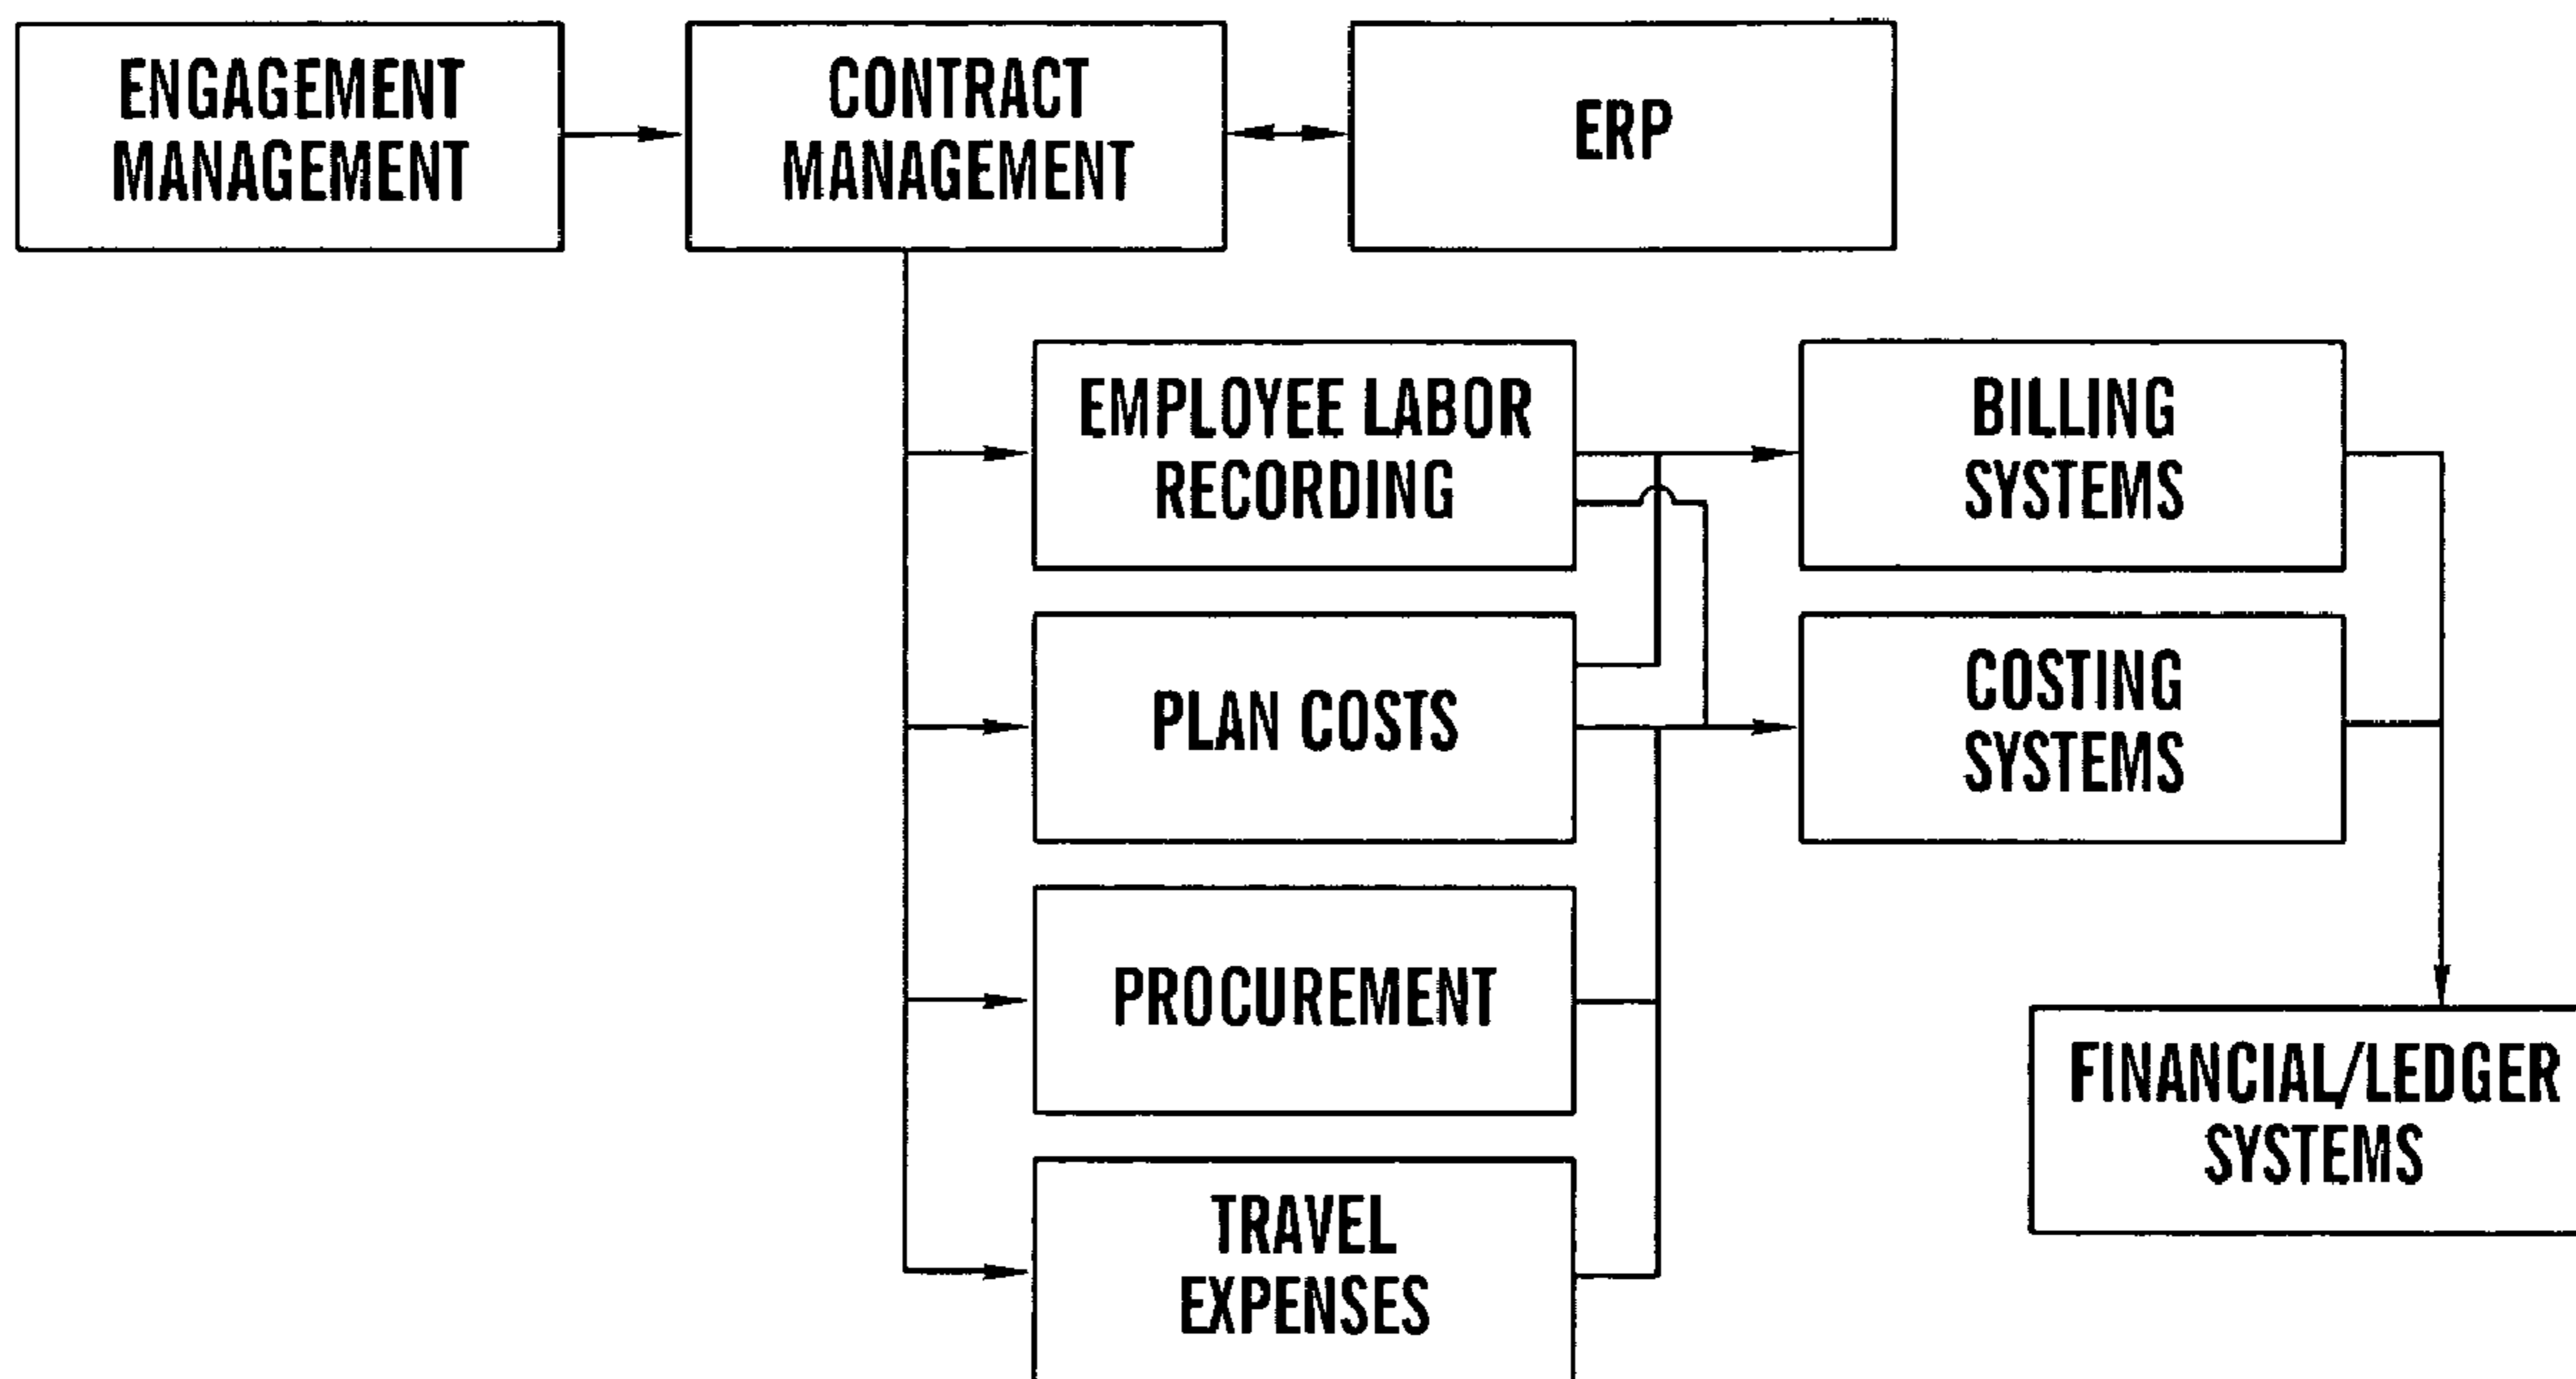 ENGAGEMENT
MANAGEMENT
CONTRACT
MANAGEMENT
ERP
EMPLOYEE LABOR
RECORDING
BILLING
SYSTEMS
PLAN COSTS
COSTING
SYSTEMS
PROCUREMENT
FINANCIAL/LEDGER
SYSTEMS
TRAVEL
EXPENSES